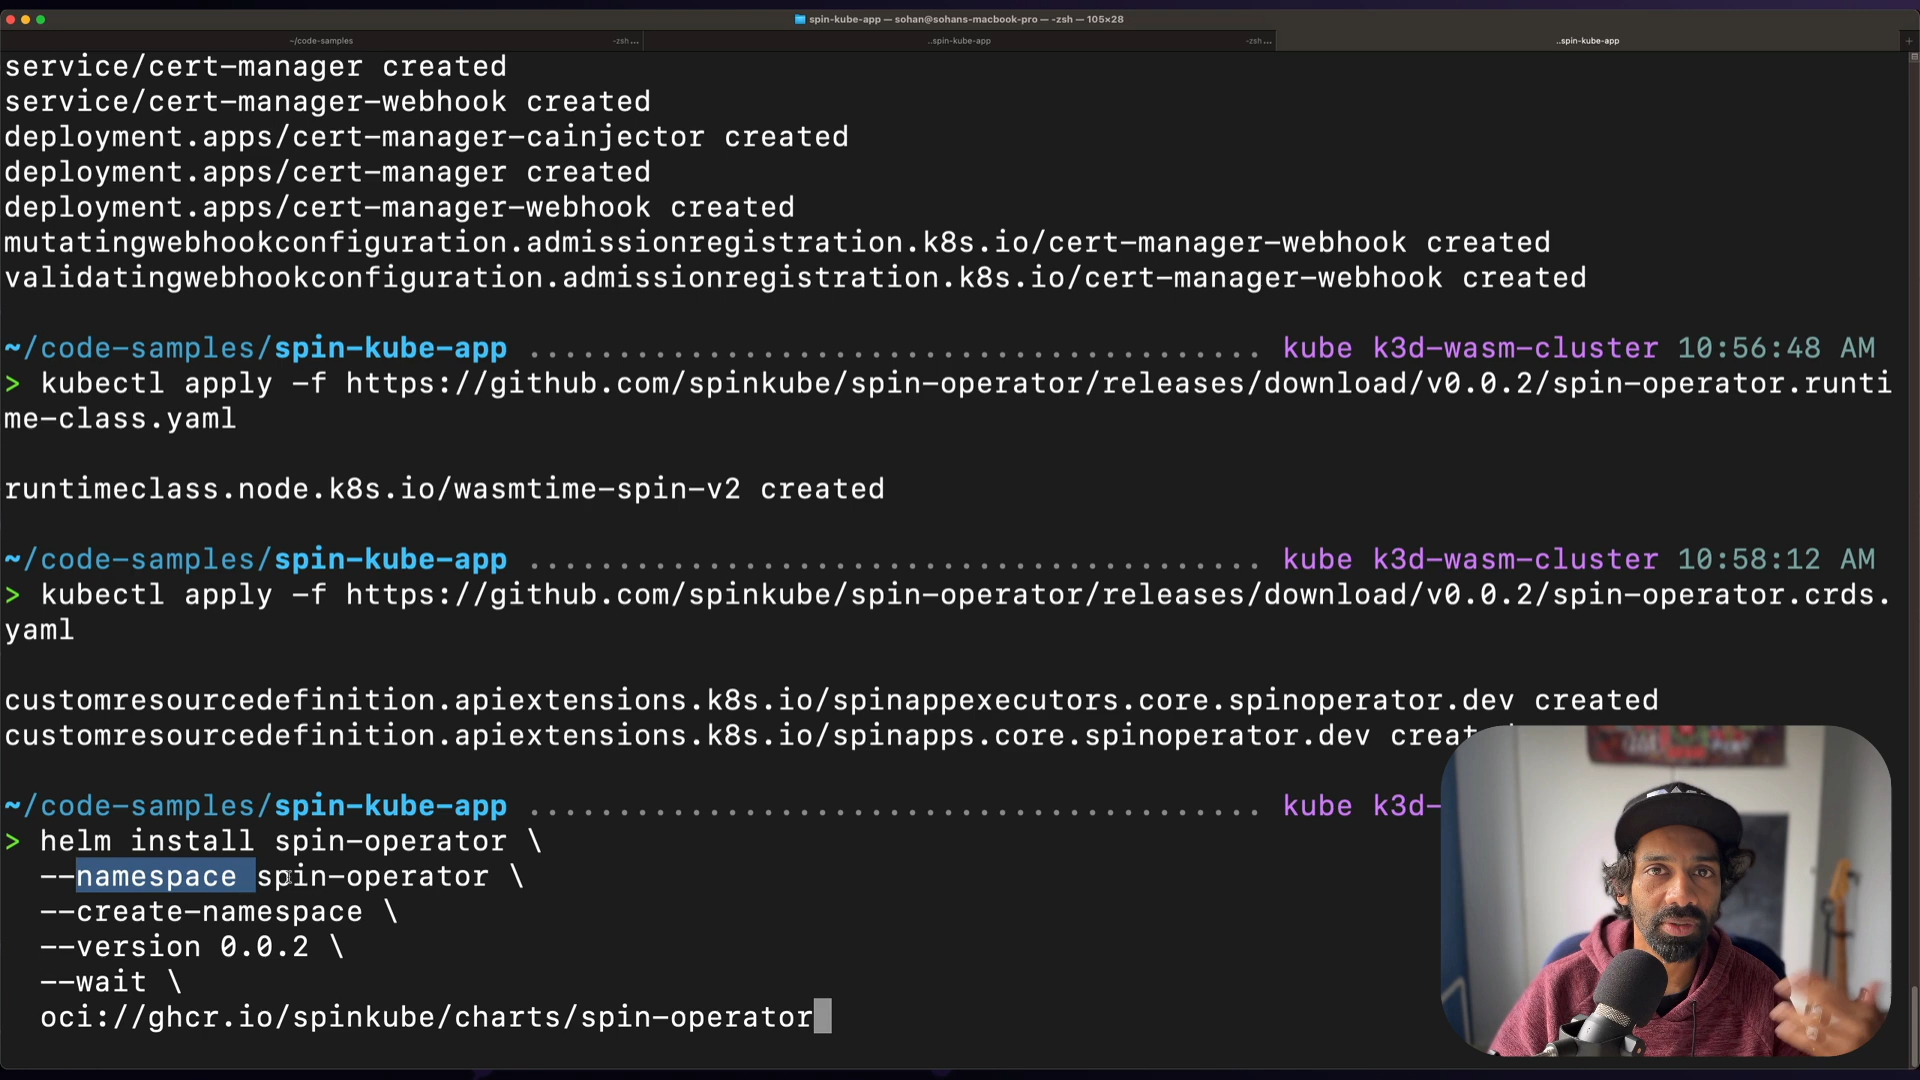 spin-kube-app — sohan@sohans-macbook-pro — -zsh — 105×28
~/code-samples -zsh... ..spin-kube-app -zsh... ..spin-kube-app +
service/cert-manager created
service/cert-manager-webhook created
deployment.apps/cert-manager-cainjector created
deployment.apps/cert-manager created
deployment.apps/cert-manager-webhook created
mutatingwebhookconfiguration.admissionregistration.k8s.io/cert-manager-webhook created
validatingwebhookconfiguration.admissionregistration.k8s.io/cert-manager-webhook created
~/code-samples/spin-kube-app ......................................... kube k3d-wasm-cluster 10:56:48 AM
> kubectl apply -f https://github.com/spinkube/spin-operator/releases/download/v0.0.2/spin-operator.runti
me-class.yaml
runtimeclass.node.k8s.io/wasmtime-spin-v2 created
~/code-samples/spin-kube-app ......................................... kube k3d-wasm-cluster 10:58:12 AM
> kubectl apply -f https://github.com/spinkube/spin-operator/releases/download/v0.0.2/spin-operator.crds.
yaml
customresourcedefinition.apiextensions.k8s.io/spinappexecutors.core.spinoperator.dev created
customresourcedefinition.apiextensions.k8s.io/spinapps.core.spinoperator.dev creat
~/code-samples/spin-kube-app ......................................... kube k3d-
> helm install spin-operator \
--namespace spin-operator \
--create-namespace \
--version 0.0.2 \
--wait \
oci://ghcr.io/spinkube/charts/spin-operator